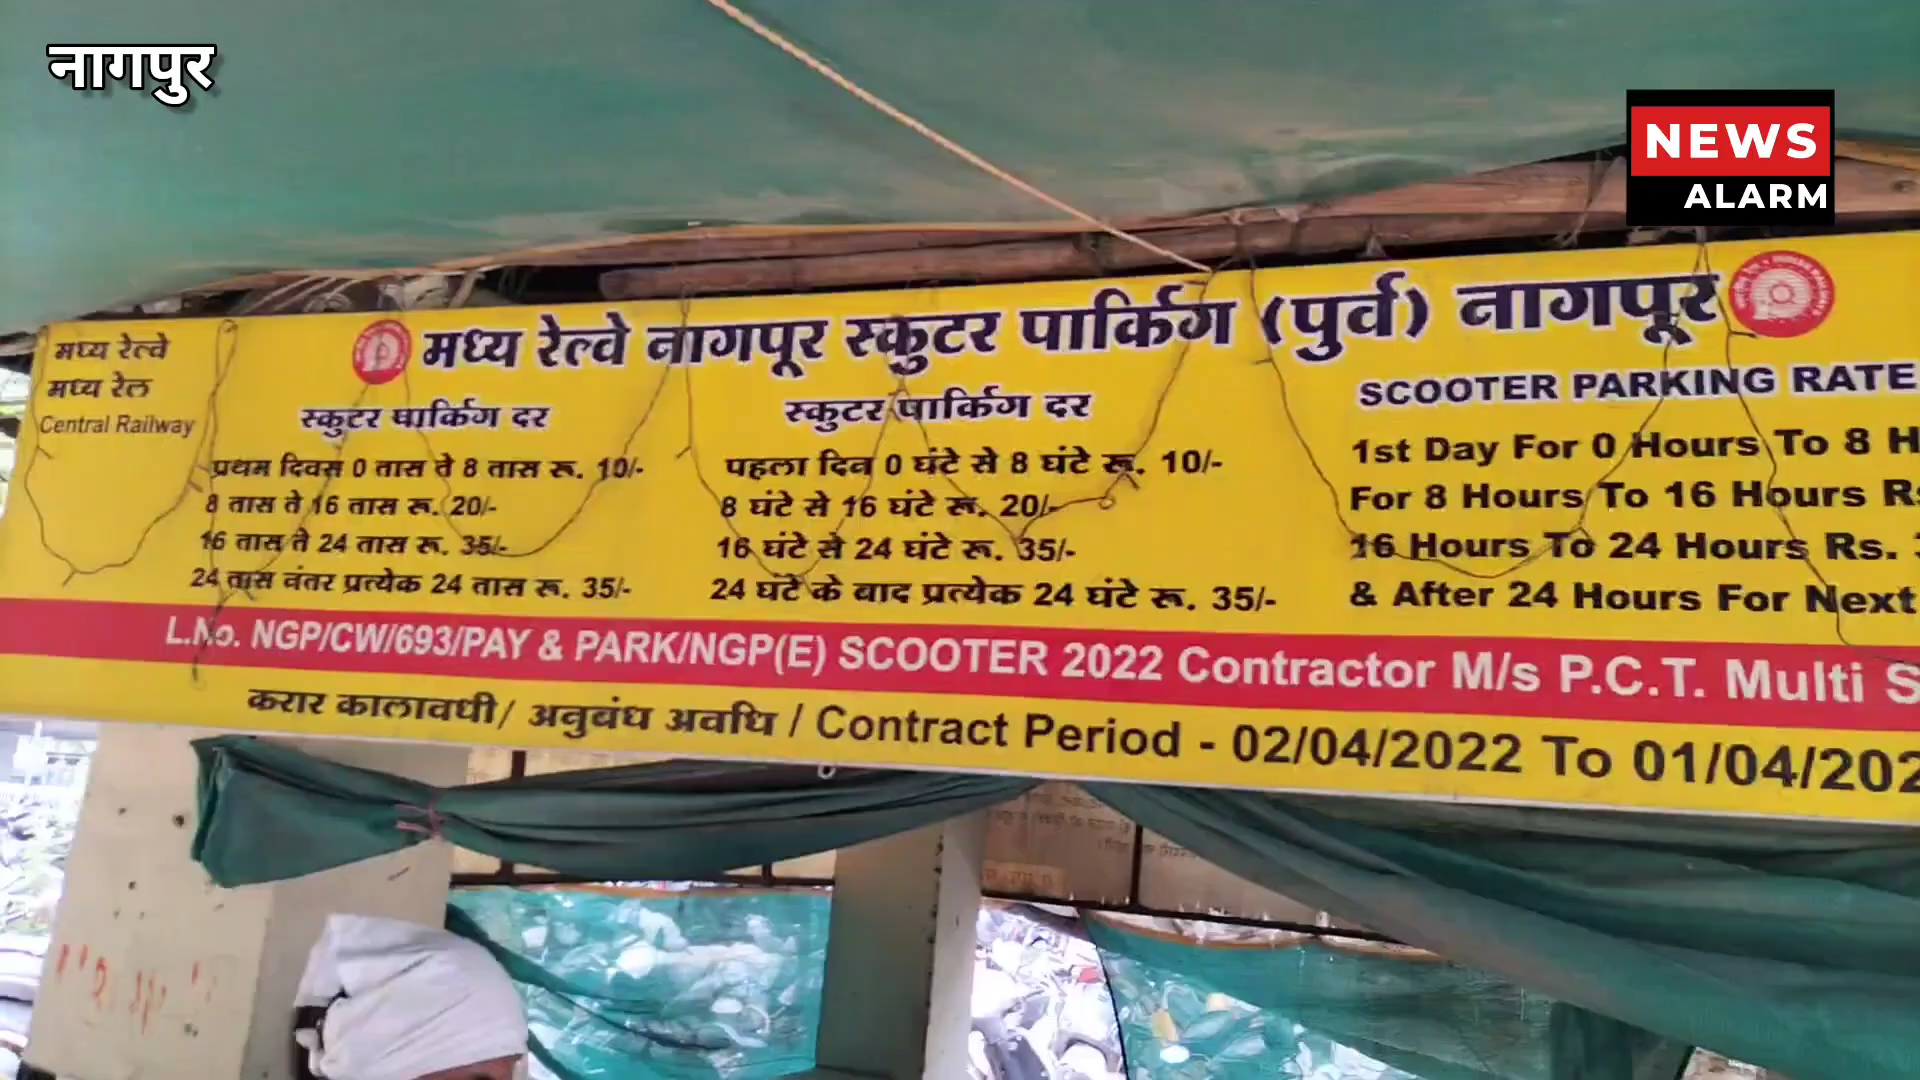 नागपुर
NEWS
ALARM
मध्य रेल्वे
मध्य रेल
Central Railway
मध्य रेल्वे नागपूर स्कुटर पार्किग (पुर्व) नागपूर
स्कुटर पार्किग दर
प्रथम दिवस 0 तास ते 8 तास रू. 10/-
8 तास ते 16 तास रू. 20/-
16 तास ते 24 तास रू. 35/-
24 तास नंतर प्रत्येक 24 तास रू. 35/-
स्कुटर पार्किग दर
पहला दिन 0 घंटे से 8 घंटे रू. 10/-
8 घंटे से 16 घंटे रू. 20/-
16 घंटे से 24 घंटे रू. 35/-
24 घंटे के बाद प्रत्येक 24 घंटे रू. 35/-
SCOOTER PARKING RATE
1st Day For 0 Hours To 8 H
For 8 Hours To 16 Hours Rs
16 Hours To 24 Hours Rs.
& After 24 Hours For Next
L.No. NGP/CW/693/PAY & PARK/NGP(E) SCOOTER 2022 Contractor M/s P.C.T. Multi S
करार कालावधी/ अनुबंध अवधि / Contract Period - 02/04/2022 To 01/04/202